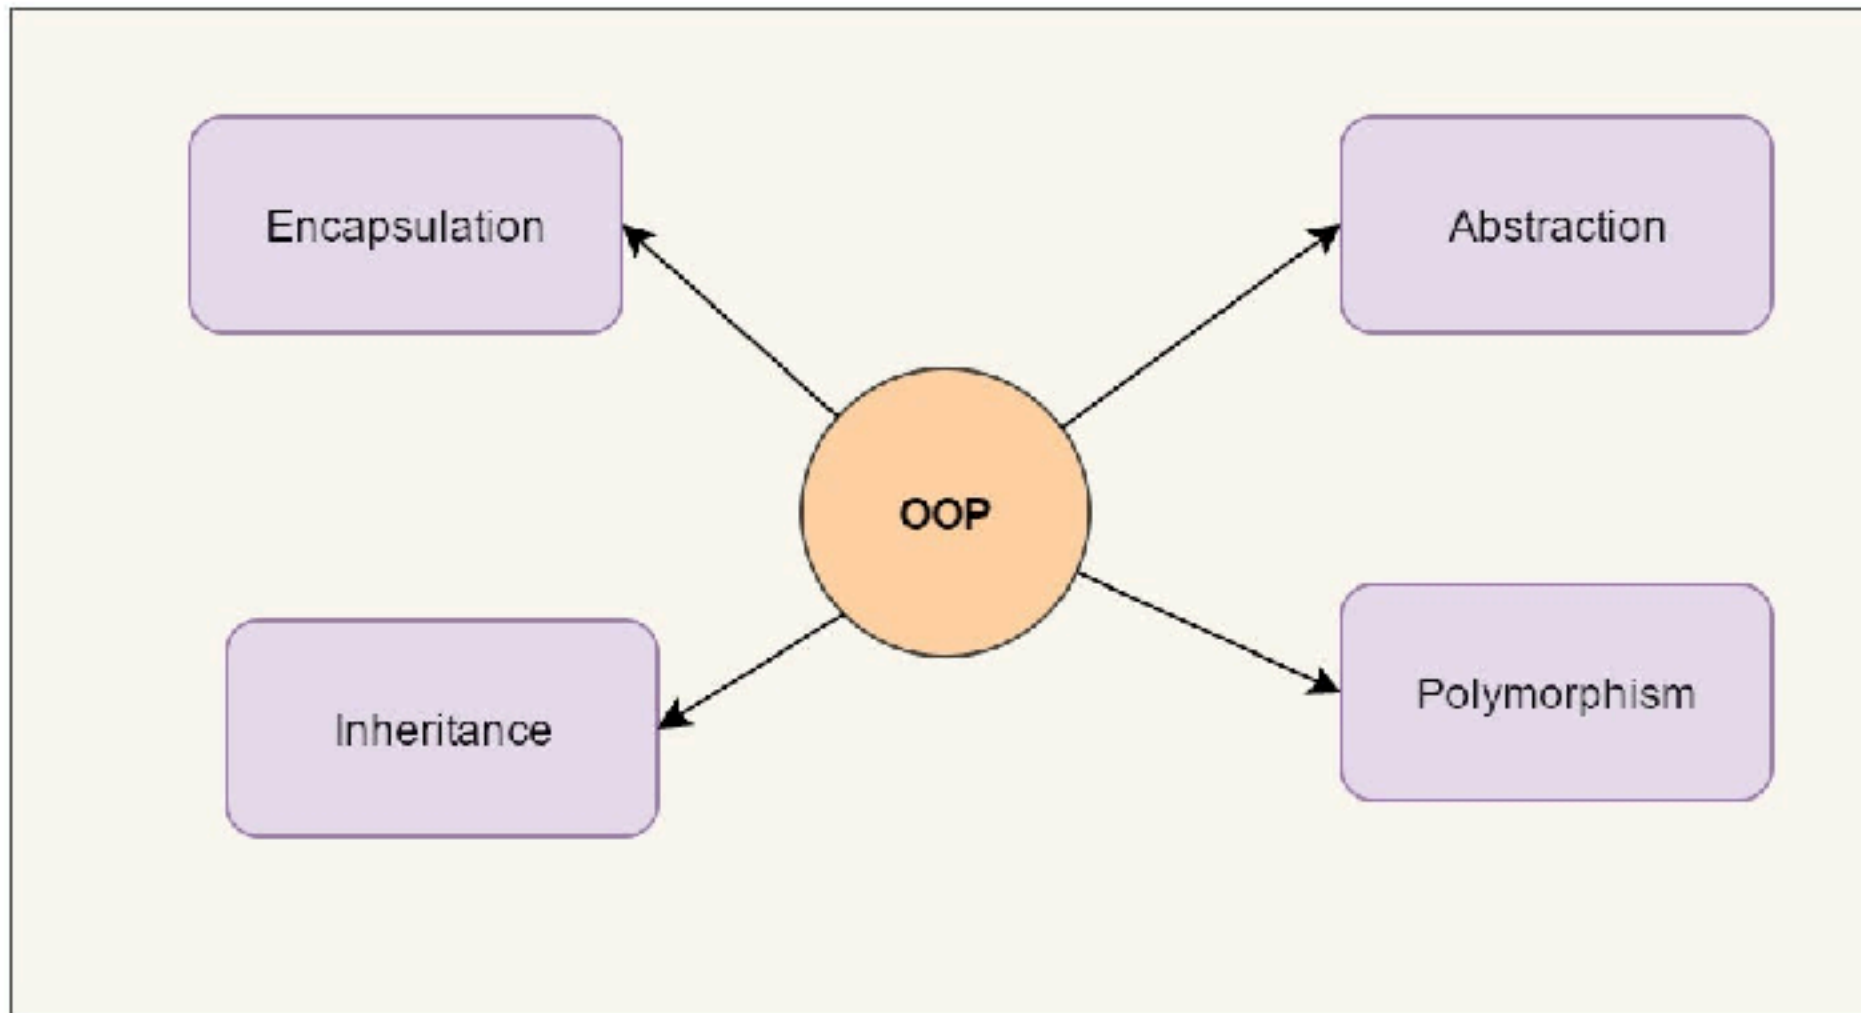 Encapsulation
Abstraction
OOP
Inheritance
Polymorphism